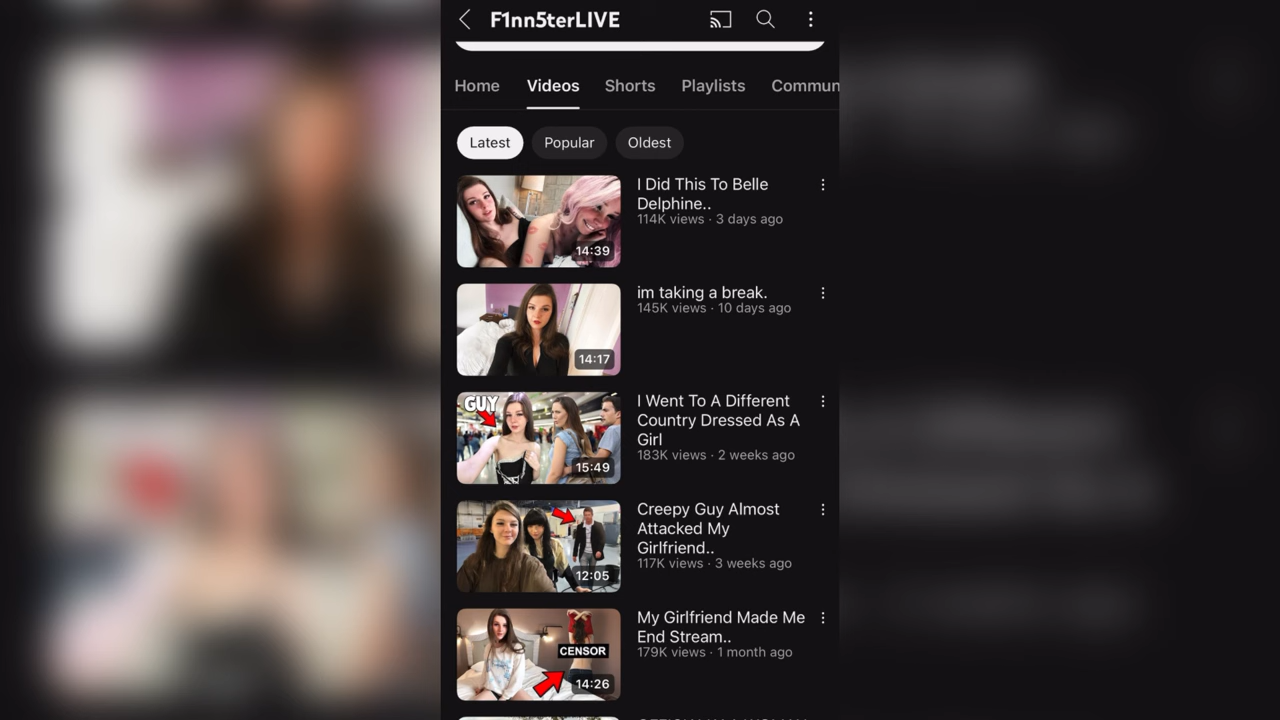 F1nn5terLIVE
Home Videos Shorts Playlists Commun
Latest Popular Oldest
I Did This To Belle
Delphine..
114K views · 3 days ago
14:39
im taking a break.
145K views · 10 days ago
14:17
GUY
I Went To A Different
Country Dressed As A
Girl
183K views · 2 weeks ago
15:49
Creepy Guy Almost
Attacked My
Girlfriend..
117K views · 3 weeks ago
12:05
My Girlfriend Made Me
End Stream..
179K views · 1 month ago
CENSOR
14:26